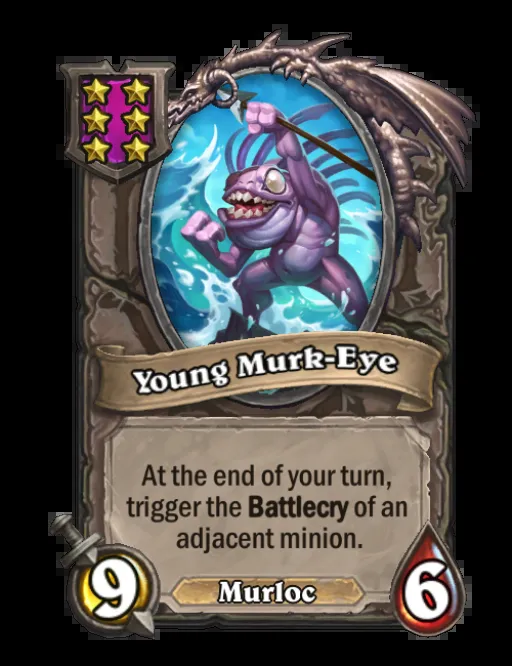 Young Murk-Eye
At the end of your turn,
trigger the Battlecry of an
adjacent minion.
9
Murloc
6